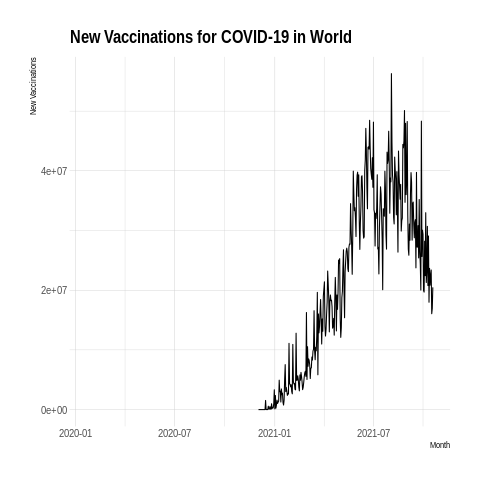 New Vaccinations for COVID-19 in World
New Vaccinations
4e+07
2e+07
0e+00
2020-01
2020-07
2021-01
2021-07
Month